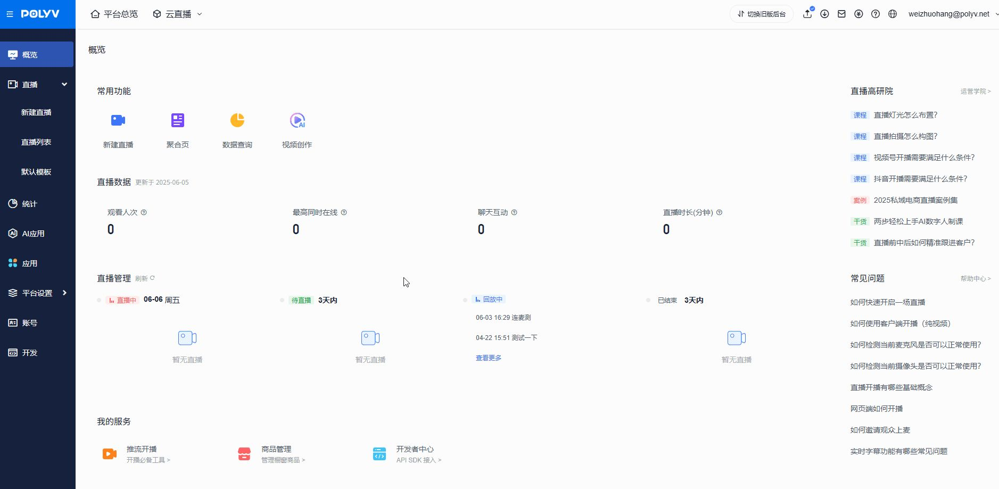 POLYV
平台总览
云直播
切换旧版后台
weizhuohang@polyv.net
概览
直播
新建直播
直播列表
默认模板
统计
AI应用
应用
平台设置
账号
开发
概览
常用功能
新建直播
聚合页
AI
视频创作
数据查询
直播数据 更新于 2025-06-05
观看人次
0
最高同时在线
0
聊天互动
0
直播时长(分钟)
0
直播管理 刷新
直播中 06-06 周五
暂无直播
待直播 3天内
暂无直播
回放中
06-03 16:29 连麦测
04-22 15:51 测试一下
查看更多
已结束 3天内
暂无直播
我的服务
推流开播
开播必备工具 >
商品管理
管理橱窗商品 >
开发者中心
API SDK 接入 >
直播高研院 运营学院 >
课程 直播灯光怎么布置?
课程 直播拍摄怎么构图?
课程 视频号开播需要满足什么条件?
课程 抖音开播需要满足什么条件?
案例 2025私域电商直播案例集
干货 两步轻松上手AI数字人制课
干货 直播前中后如何精准跟进客户?
常见问题 帮助中心 >
如何快速开启一场直播
如何使用客户端开播（纯视频）
如何检测当前麦克风是否可以正常使用?
如何检测当前摄像头是否可以正常使用?
直播开播有哪些基础概念
网页端如何开播
如何邀请观众上麦
实时字幕功能有哪些常见问题